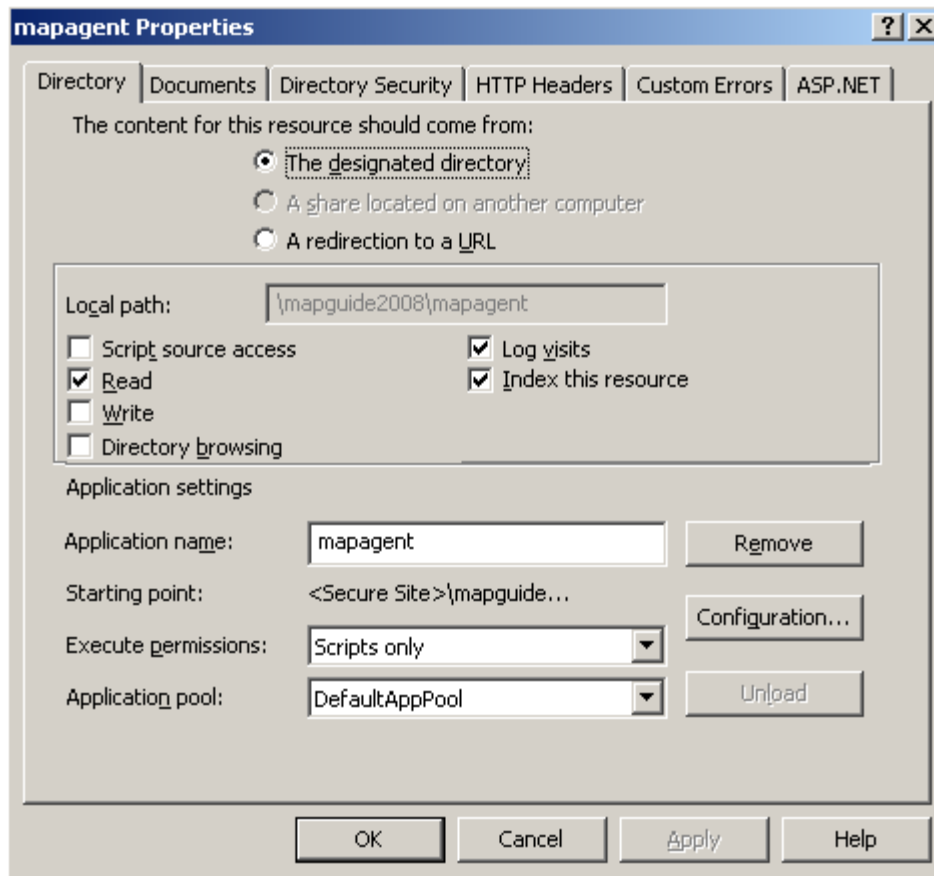 mapagent Properties
Directory Documents Directory Security HTTP Headers Custom Errors ASP.NET
The content for this resource should come from:
The designated directory
A share located on another computer
A redirection to a URL
Local path: \mapguide2008\mapagent
Script source access Log visits
Read Index this resource
Write
Directory browsing
Application settings
Application name: mapagent Remove
Starting point: <Secure Site>\mapguide...
Configuration...
Execute permissions: Scripts only
Application pool: DefaultAppPool Unload
OK Cancel Apply Help